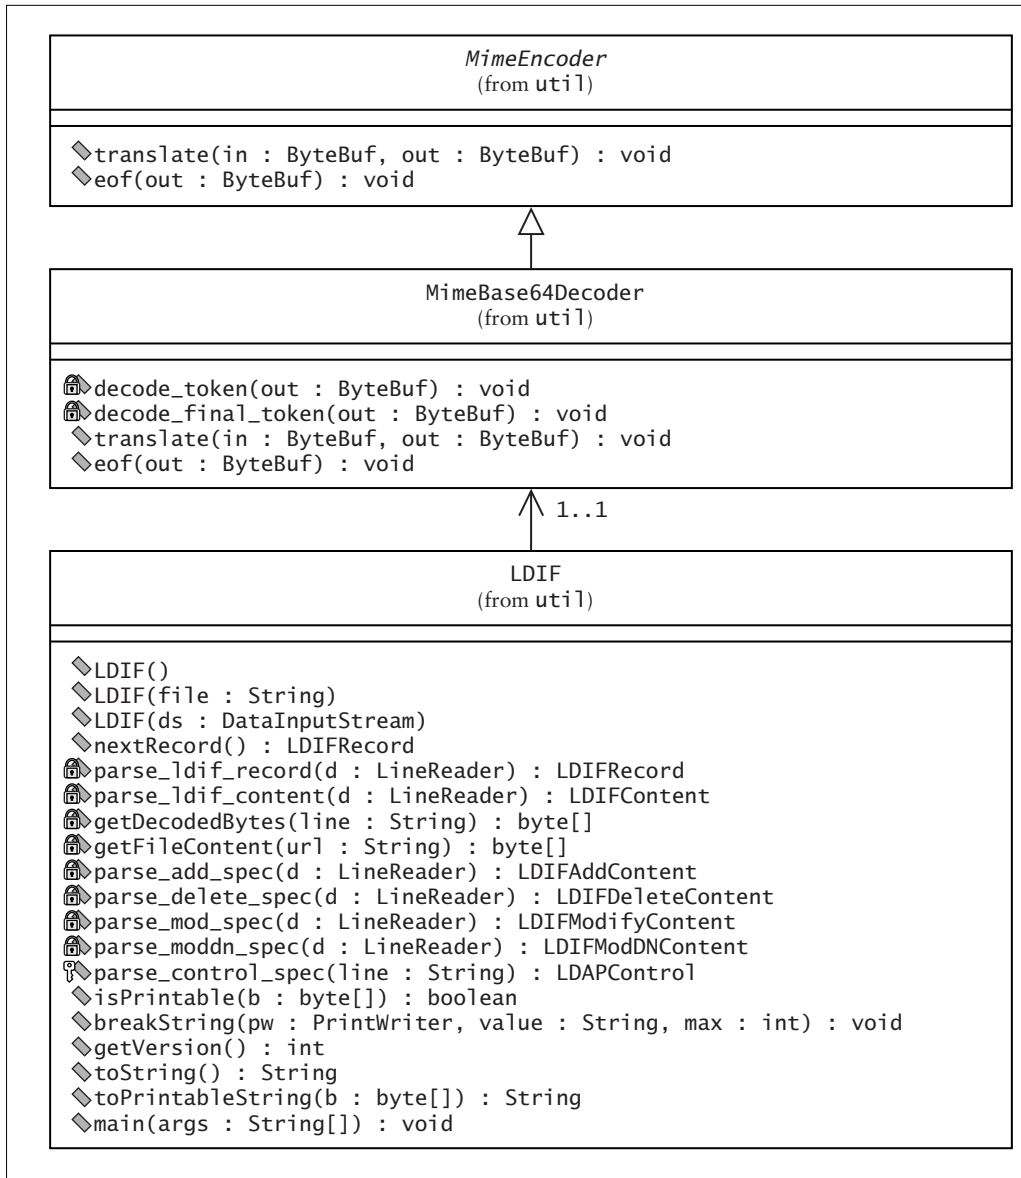 MimeEncoder
(from util)
translate(in : ByteBuf, out : ByteBuf) : void
eof(out : ByteBuf) : void
MimeBase64Decoder
(from util)
decode_token(out : ByteBuf) : void
decode_final_token(out : ByteBuf) : void
translate(in : ByteBuf, out : ByteBuf) : void
eof(out : ByteBuf) : void
1..1
LDIF
(from util)
LDIF()
LDIF(file : String)
LDIF(ds : DataInputStream)
nextRecord() : LDIFRecord
parse_ldif_record(d : LineReader) : LDIFRecord
parse_ldif_content(d : LineReader) : LDIFContent
getDecodedBytes(line : String) : byte[]
getFileContent(url : String) : byte[]
parse_add_spec(d : LineReader) : LDIFAddContent
parse_delete_spec(d : LineReader) : LDIFDeleteContent
parse_mod_spec(d : LineReader) : LDIFModifyContent
parse_moddn_spec(d : LineReader) : LDIFModDNContent
parse_control_spec(line : String) : LDAPControl
isPrintable(b : byte[]) : boolean
breakString(pw : PrintWriter, value : String, max : int) : void
getVersion() : int
toString() : String
toPrintableString(b : byte[]) : String
main(args : String[]) : void